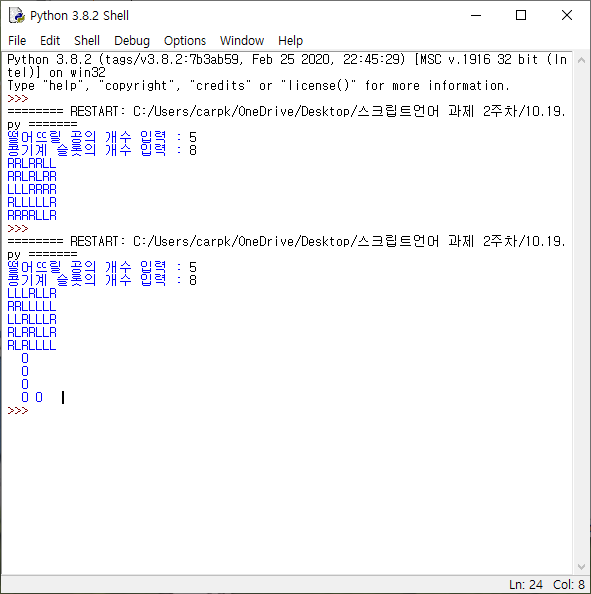 Python 3.8.2 Shell
File Edit Shell Debug Options Window Help
Python 3.8.2 (tags/v3.8.2:7b3ab59, Feb 25 2020, 22:45:29) [MSC v.1916 32 bit (In
tel)] on win32
Type "help", "copyright", "credits" or "license()" for more information.
>>>
======== RESTART: C:/Users/carpk/OneDrive/Desktop/스크립트언어 과제 2주차/10.19.
py =======
떨어뜨릴 공의 개수 입력 : 5
콩기계 슬롯의 개수 입력 : 8
RRLRRLL
RRLRLRR
LLLRRRR
RLLLLLR
RRRRLLR
>>>
======== RESTART: C:/Users/carpk/OneDrive/Desktop/스크립트언어 과제 2주차/10.19.
py =======
떨어뜨릴 공의 개수 입력 : 5
콩기계 슬롯의 개수 입력 : 8
LLLRLLR
RRLLLLL
LLRLLLR
RLRRLLR
RLRLLLL
O
O
O
O O
>>>
Ln: 24 Col: 8